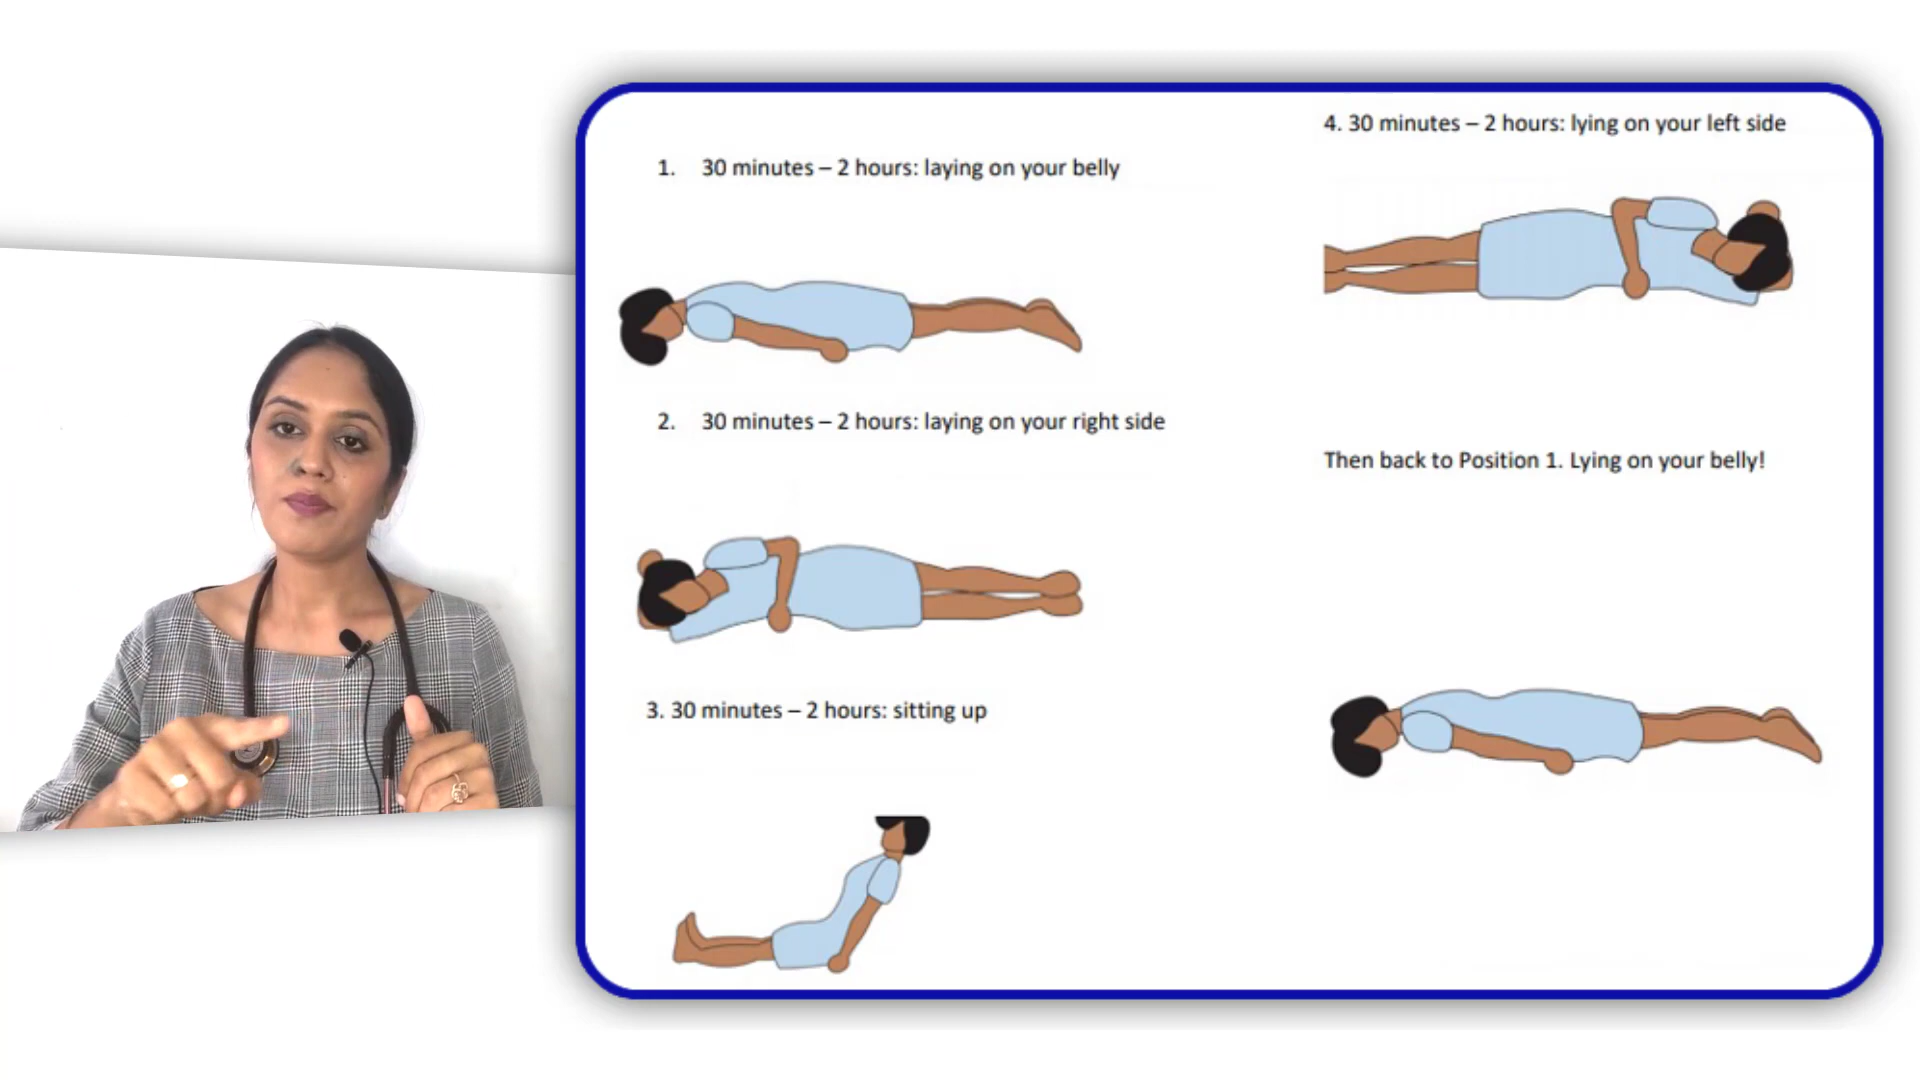 1. 30 minutes – 2 hours: laying on your belly
2. 30 minutes – 2 hours: laying on your right side
3. 30 minutes – 2 hours: sitting up
4. 30 minutes – 2 hours: lying on your left side
Then back to Position 1. Lying on your belly!